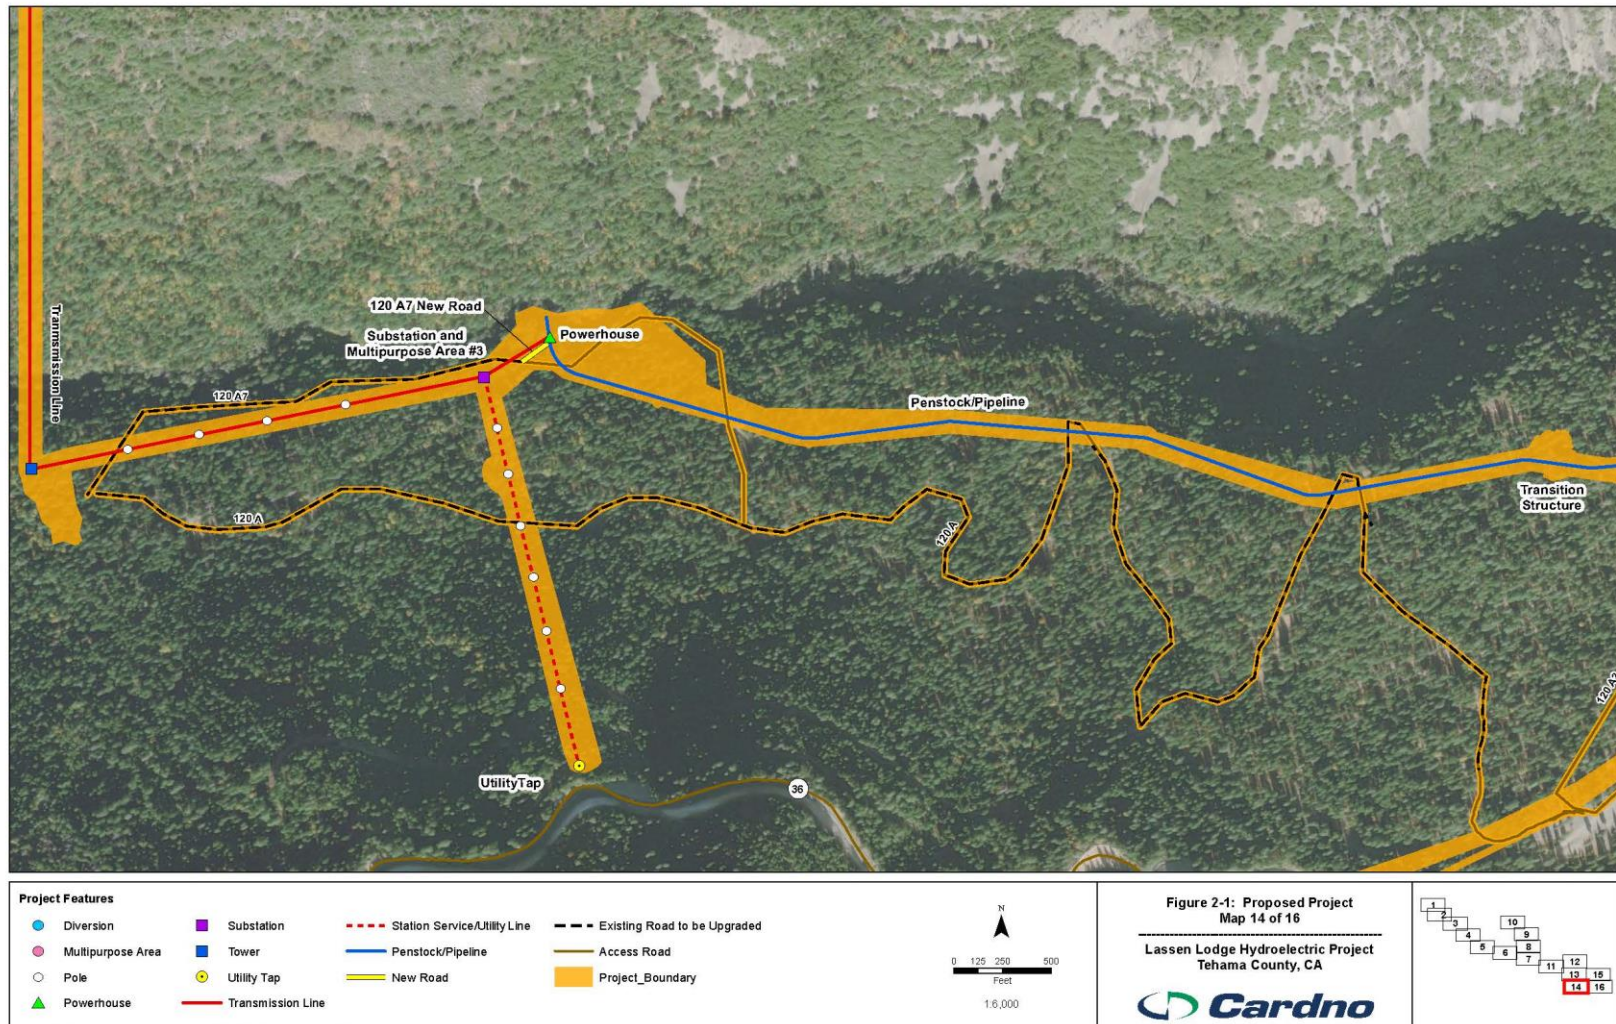 120 A7 New Road
Substation and
Multipurpose Area #3
Powerhouse
Tranmsmission Line
120 A7
Penstock/Pipeline
120 A
120 A
Transition
Structure
120 A2
UtilityTap
36
Project Features
Diversion
Multipurpose Area
Pole
Powerhouse
Substation
Tower
Utility Tap
Transmission Line
Station Service/Utility Line
Penstock/Pipeline
New Road
Existing Road to be Upgraded
Access Road
Project_Boundary
N
0 125 250 500
Feet
1:6,000
Figure 2-1: Proposed Project
Map 14 of 16
Lassen Lodge Hydroelectric Project
Tehama County, CA
Cardno
1
2
3
4
5
6
7
8
9
10
11
12
13
15
14
16